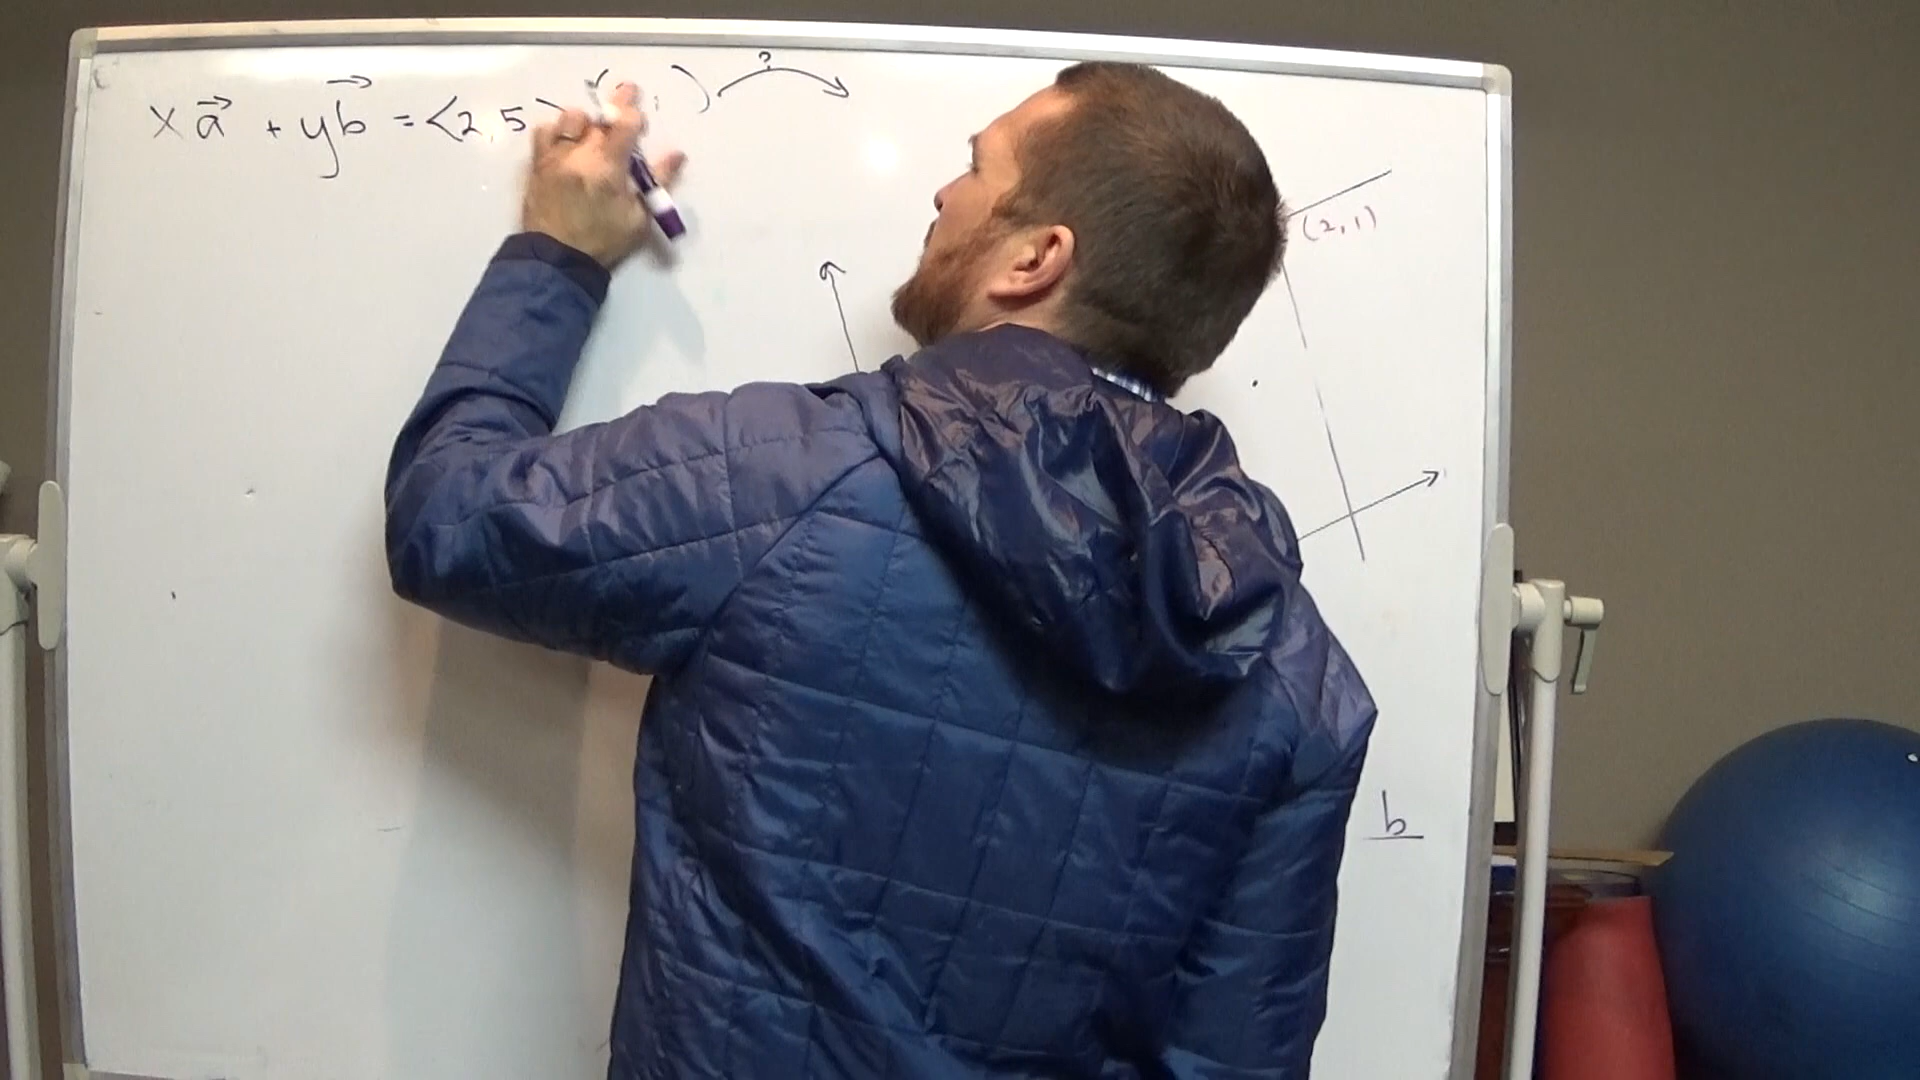 x a⃗ + y b⃗ = <2,5>
?
(2,1)
b